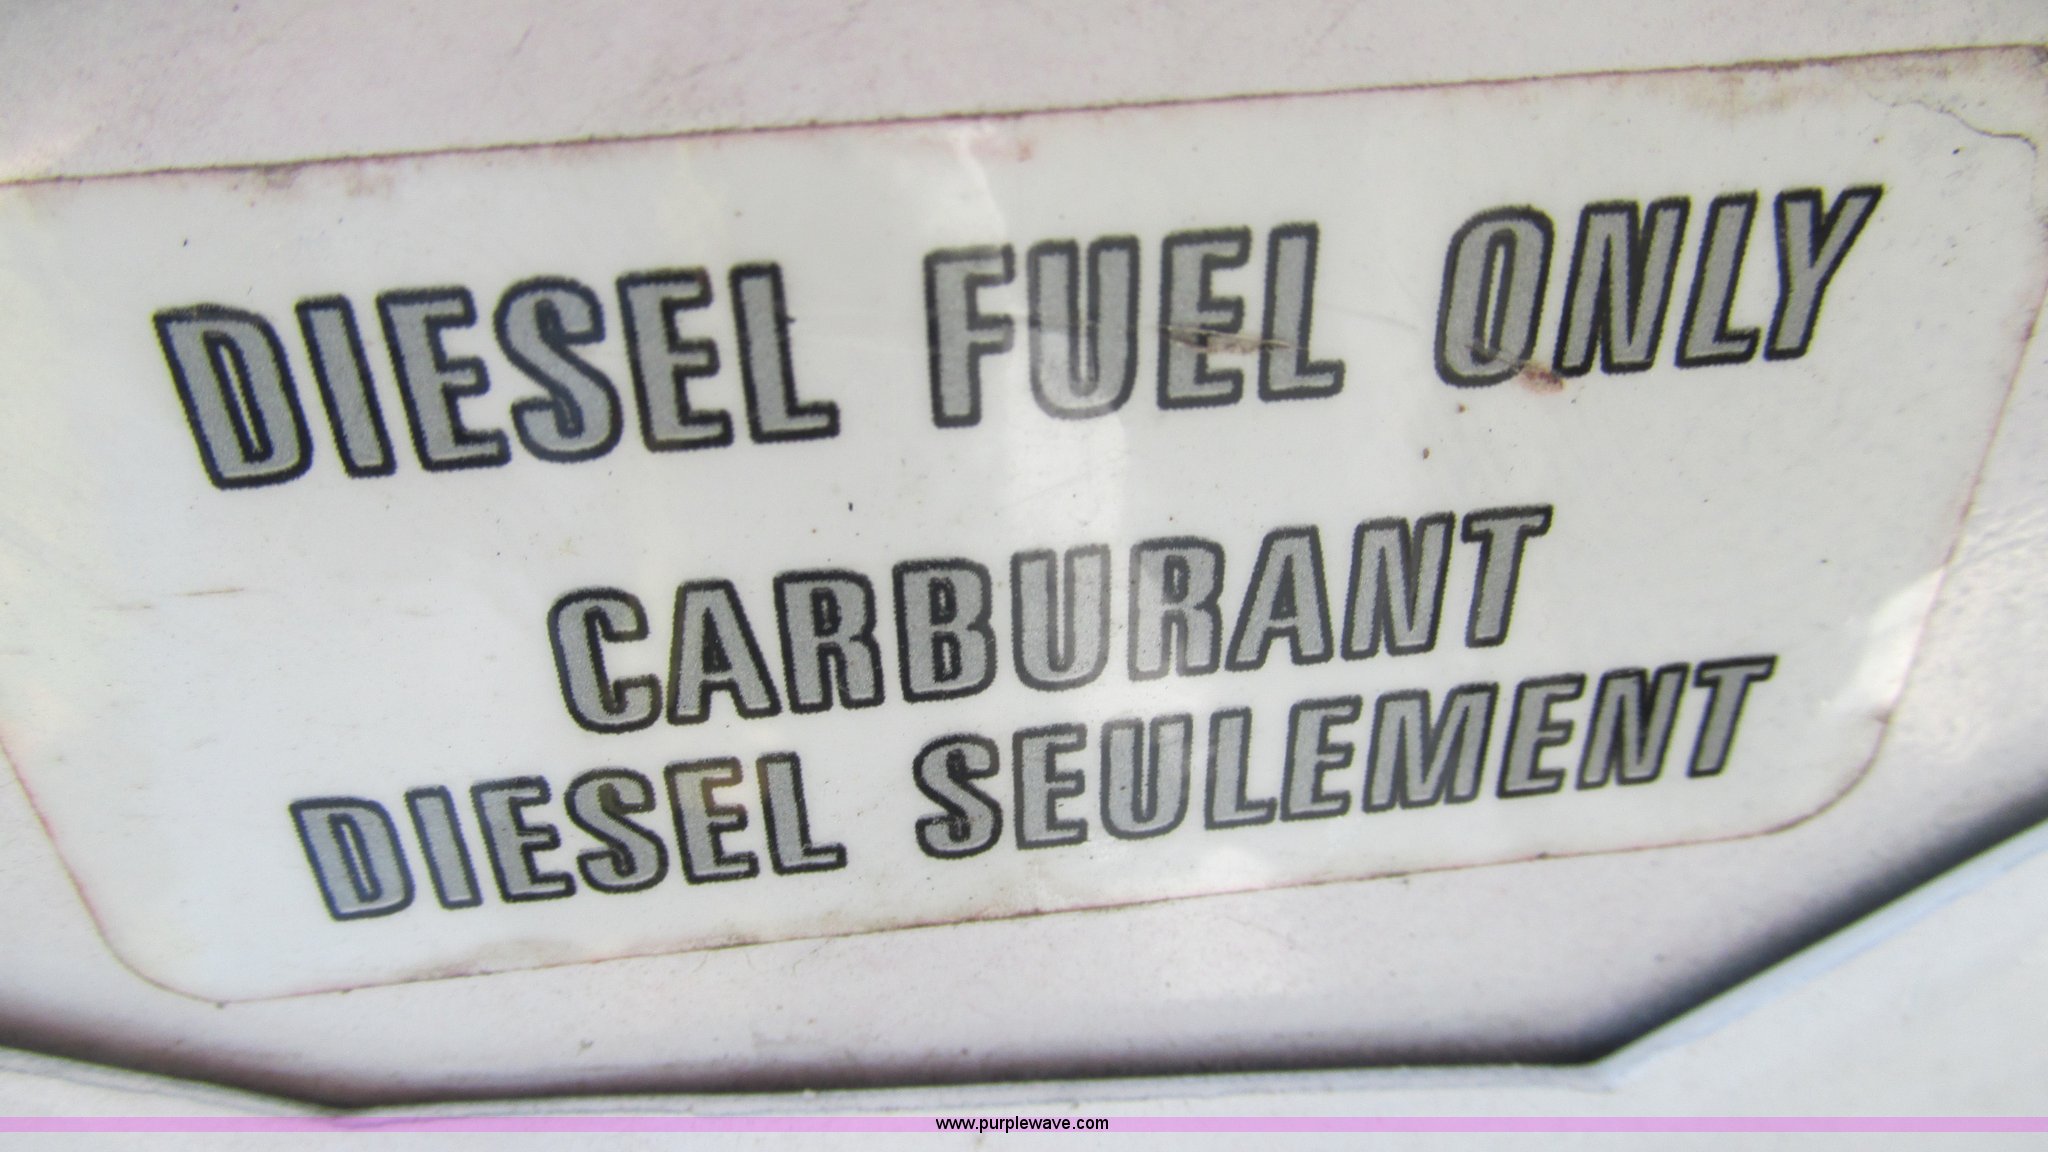 DIESEL FUEL ONLY
CARBURANT
DIESEL SEULEMENT
www.purplewave.com